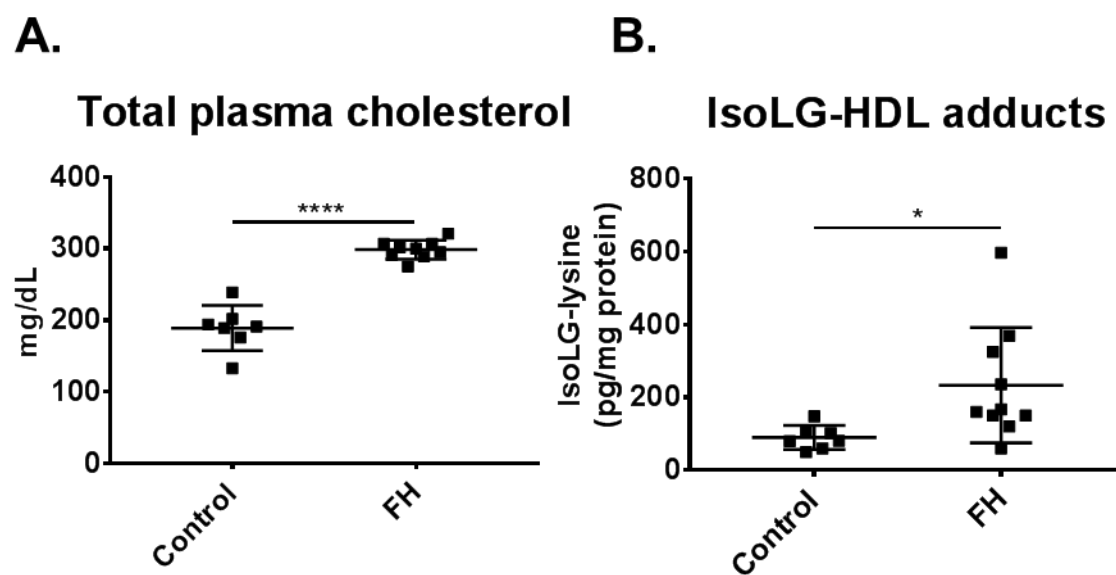 A.
Total plasma cholesterol
mg/dL
400
300
200
100
0
****
Control
FH
B.
IsoLG-HDL adducts
IsoLG-lysine
(pg/mg protein)
800
600
400
200
0
*
Control
FH